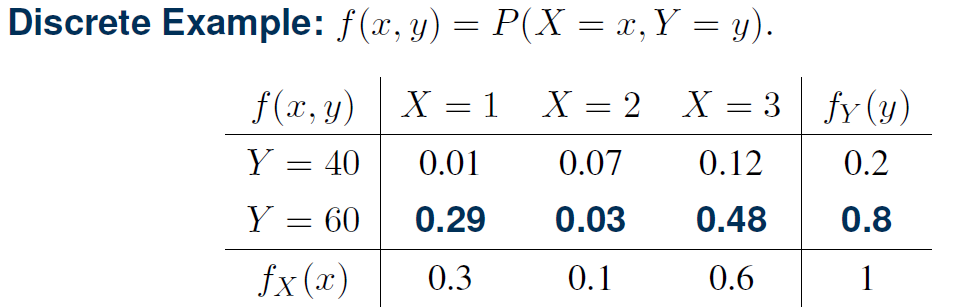 Discrete Example: f(x, y) = P(X = x, Y = y).
f(x, y) X = 1 X = 2 X = 3 f_Y(y)
Y = 40 0.01 0.07 0.12 0.2
Y = 60 0.29 0.03 0.48 0.8
f_X(x) 0.3 0.1 0.6 1